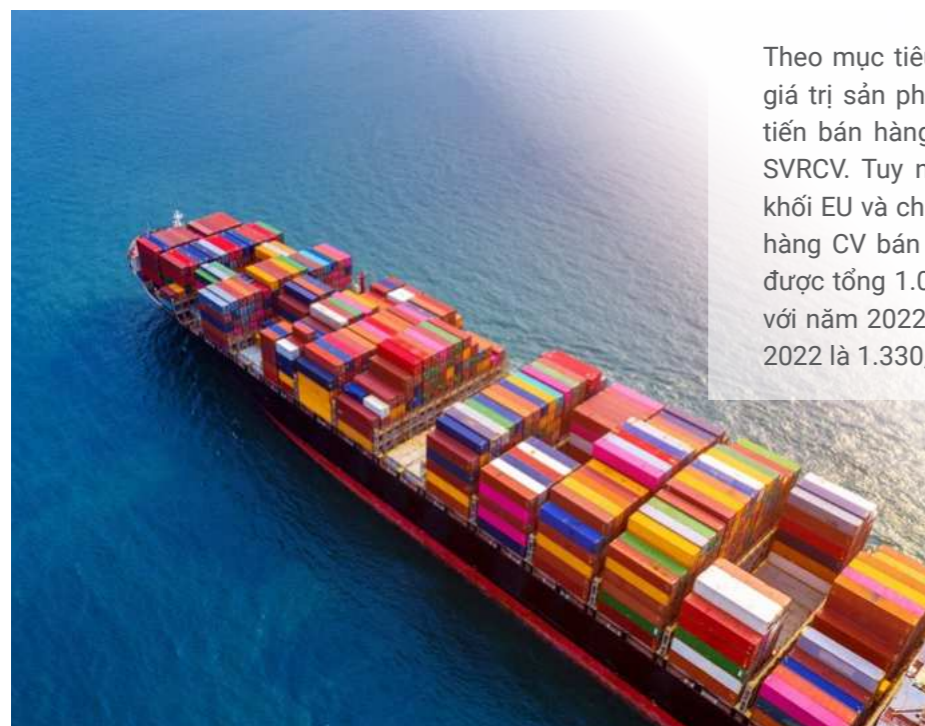 Theo mục tiêu
giá trị sản ph
tiến bán hàng
SVRCV. Tuy n
khối EU và ch
hàng CV bán
được tổng 1.0
với năm 2022
2022 là 1.330,